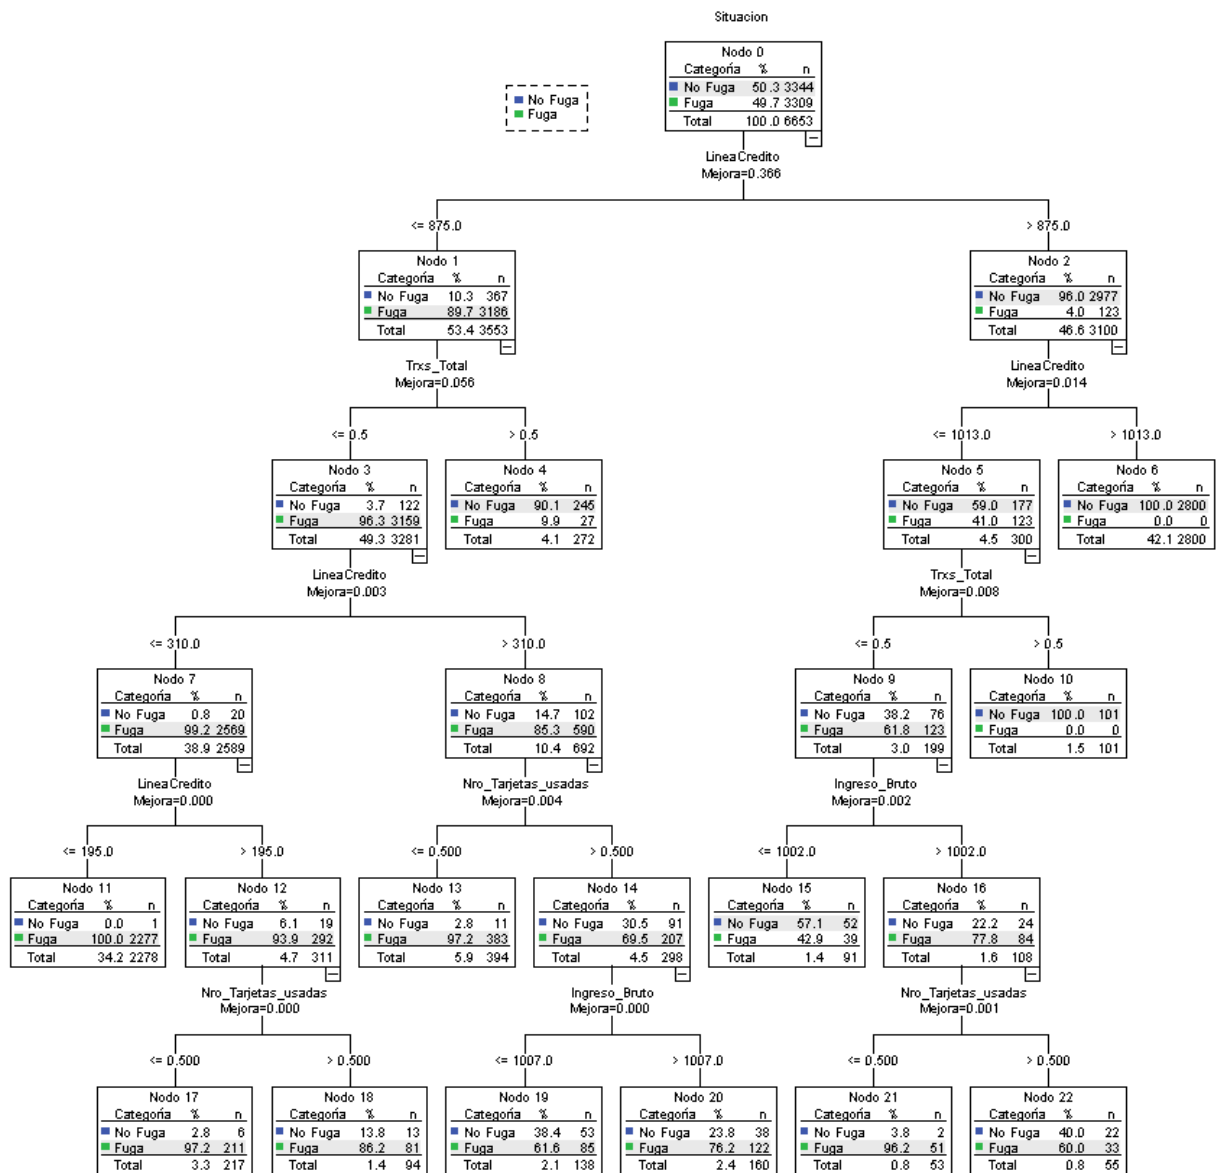 Situacion
Nodo 0
Categoría % n
No Fuga 50.3 3344
Fuga 49.7 3309
Total 100.0 6653
No Fuga
Fuga
LineaCredito
Mejora=0.366
<= 875.0
> 875.0
Nodo 1
Categoría % n
No Fuga 10.3 367
Fuga 89.7 3186
Total 53.4 3553
Nodo 2
Categoría % n
No Fuga 96.0 2977
Fuga 4.0 123
Total 46.6 3100
Trxs_Total
Mejora=0.056
LineaCredito
Mejora=0.014
<= 0.5
> 0.5
<= 1013.0
> 1013.0
Nodo 3
Categoría % n
No Fuga 3.7 122
Fuga 96.3 3159
Total 49.3 3281
Nodo 4
Categoría % n
No Fuga 90.1 245
Fuga 9.9 27
Total 4.1 272
Nodo 5
Categoría % n
No Fuga 59.0 177
Fuga 41.0 123
Total 4.5 300
Nodo 6
Categoría % n
No Fuga 100.0 2800
Fuga 0.0 0
Total 42.1 2800
LineaCredito
Mejora=0.003
Trxs_Total
Mejora=0.008
<= 310.0
> 310.0
<= 0.5
> 0.5
Nodo 7
Categoría % n
No Fuga 0.8 20
Fuga 99.2 2569
Total 38.9 2589
Nodo 8
Categoría % n
No Fuga 14.7 102
Fuga 85.3 590
Total 10.4 692
Nodo 9
Categoría % n
No Fuga 38.2 76
Fuga 61.8 123
Total 3.0 199
Nodo 10
Categoría % n
No Fuga 100.0 101
Fuga 0.0 0
Total 1.5 101
LineaCredito
Mejora=0.000
Nro_Tarjetas_usadas
Mejora=0.004
Ingreso_Bruto
Mejora=0.002
<= 195.0
> 195.0
<= 0.500
> 0.500
<= 1002.0
> 1002.0
Nodo 11
Categoría % n
No Fuga 0.0 1
Fuga 100.0 2277
Total 34.2 2278
Nodo 12
Categoría % n
No Fuga 6.1 19
Fuga 93.9 292
Total 4.7 311
Nodo 13
Categoría % n
No Fuga 2.8 11
Fuga 97.2 383
Total 5.9 394
Nodo 14
Categoría % n
No Fuga 30.5 91
Fuga 69.5 207
Total 4.5 298
Nodo 15
Categoría % n
No Fuga 57.1 52
Fuga 42.9 39
Total 1.4 91
Nodo 16
Categoría % n
No Fuga 22.2 24
Fuga 77.8 84
Total 1.6 108
Nro_Tarjetas_usadas
Mejora=0.000
Ingreso_Bruto
Mejora=0.000
Nro_Tarjetas_usadas
Mejora=0.001
<= 0.500
> 0.500
<= 1007.0
> 1007.0
<= 0.500
> 0.500
Nodo 17
Categoría % n
No Fuga 2.8 6
Fuga 97.2 211
Total 3.3 217
Nodo 18
Categoría % n
No Fuga 13.8 13
Fuga 86.2 81
Total 1.4 94
Nodo 19
Categoría % n
No Fuga 38.4 53
Fuga 61.6 85
Total 2.1 138
Nodo 20
Categoría % n
No Fuga 23.8 38
Fuga 76.2 122
Total 2.4 160
Nodo 21
Categoría % n
No Fuga 3.8 2
Fuga 96.2 51
Total 0.8 53
Nodo 22
Categoría % n
No Fuga 40.0 22
Fuga 60.0 33
Total 0.8 55